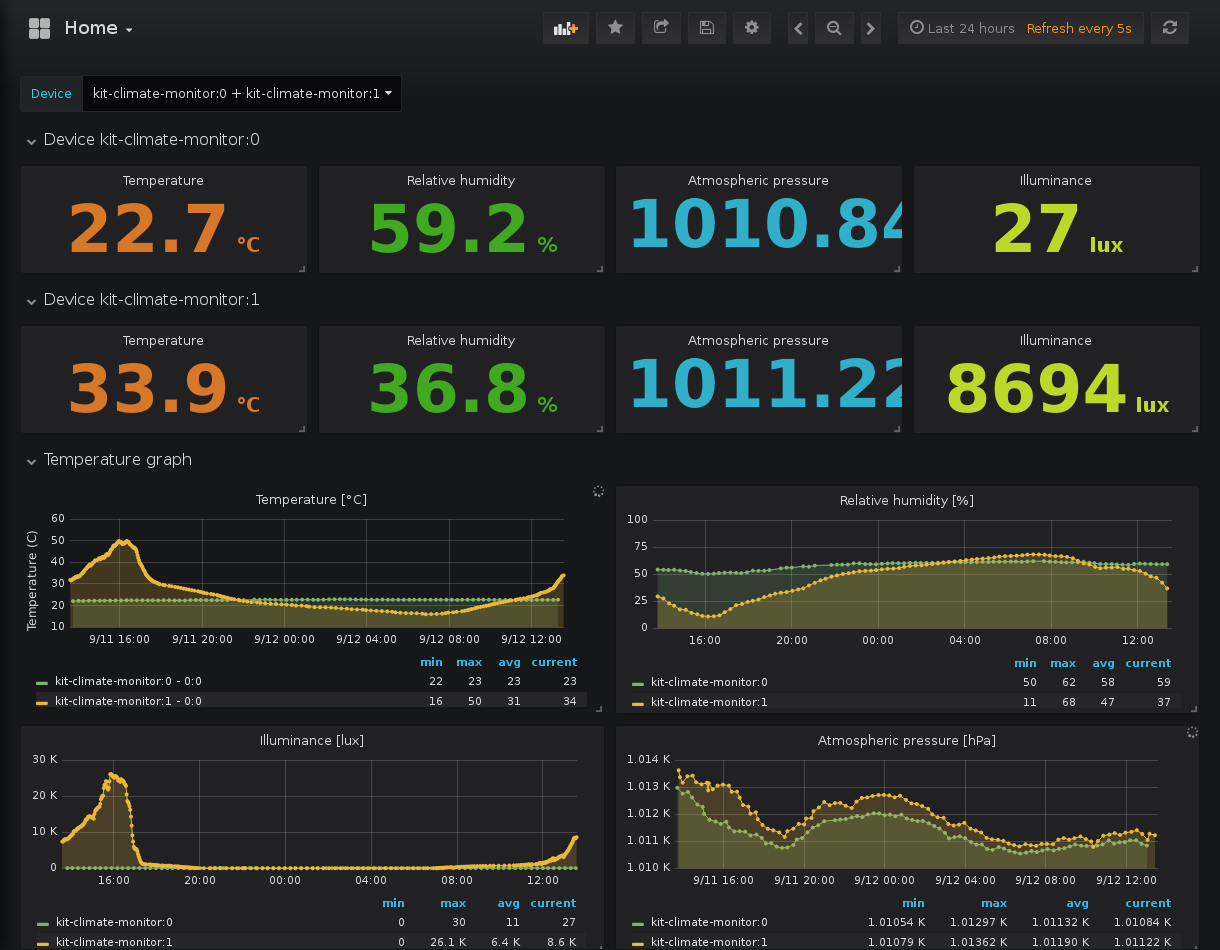 Home
Last 24 hours Refresh every 5s
Device kit-climate-monitor:0 + kit-climate-monitor:1
Device kit-climate-monitor:0
Temperature Relative humidity Atmospheric pressure Illuminance
22.7 °C 59.2 % 1010.84 27 lux
Device kit-climate-monitor:1
Temperature Relative humidity Atmospheric pressure Illuminance
33.9 °C 36.8 % 1011.22 8694 lux
Temperature graph
Temperature [°C]
Temperature (C)
60
50
40
30
20
10
9/11 16:00 9/11 20:00 9/12 00:00 9/12 04:00 9/12 08:00 9/12 12:00
min max avg current
kit-climate-monitor:0 - 0:0 22 23 23 23
kit-climate-monitor:1 - 0:0 16 50 31 34
Relative humidity [%]
100
75
50
25
0
16:00 20:00 00:00 04:00 08:00 12:00
min max avg current
kit-climate-monitor:0 50 62 58 59
kit-climate-monitor:1 11 68 47 37
Illuminance [lux]
30 K
20 K
10 K
0
16:00 20:00 00:00 04:00 08:00 12:00
min max avg current
kit-climate-monitor:0 0 30 11 27
kit-climate-monitor:1 0 26.1 K 6.4 K 8.6 K
Atmospheric pressure [hPa]
1.014 K
1.013 K
1.012 K
1.011 K
1.010 K
9/11 16:00 9/11 20:00 9/12 00:00 9/12 04:00 9/12 08:00 9/12 12:00
min max avg current
kit-climate-monitor:0 1.01054 K 1.01297 K 1.01132 K 1.01084 K
kit-climate-monitor:1 1.01079 K 1.01362 K 1.01190 K 1.01122 K